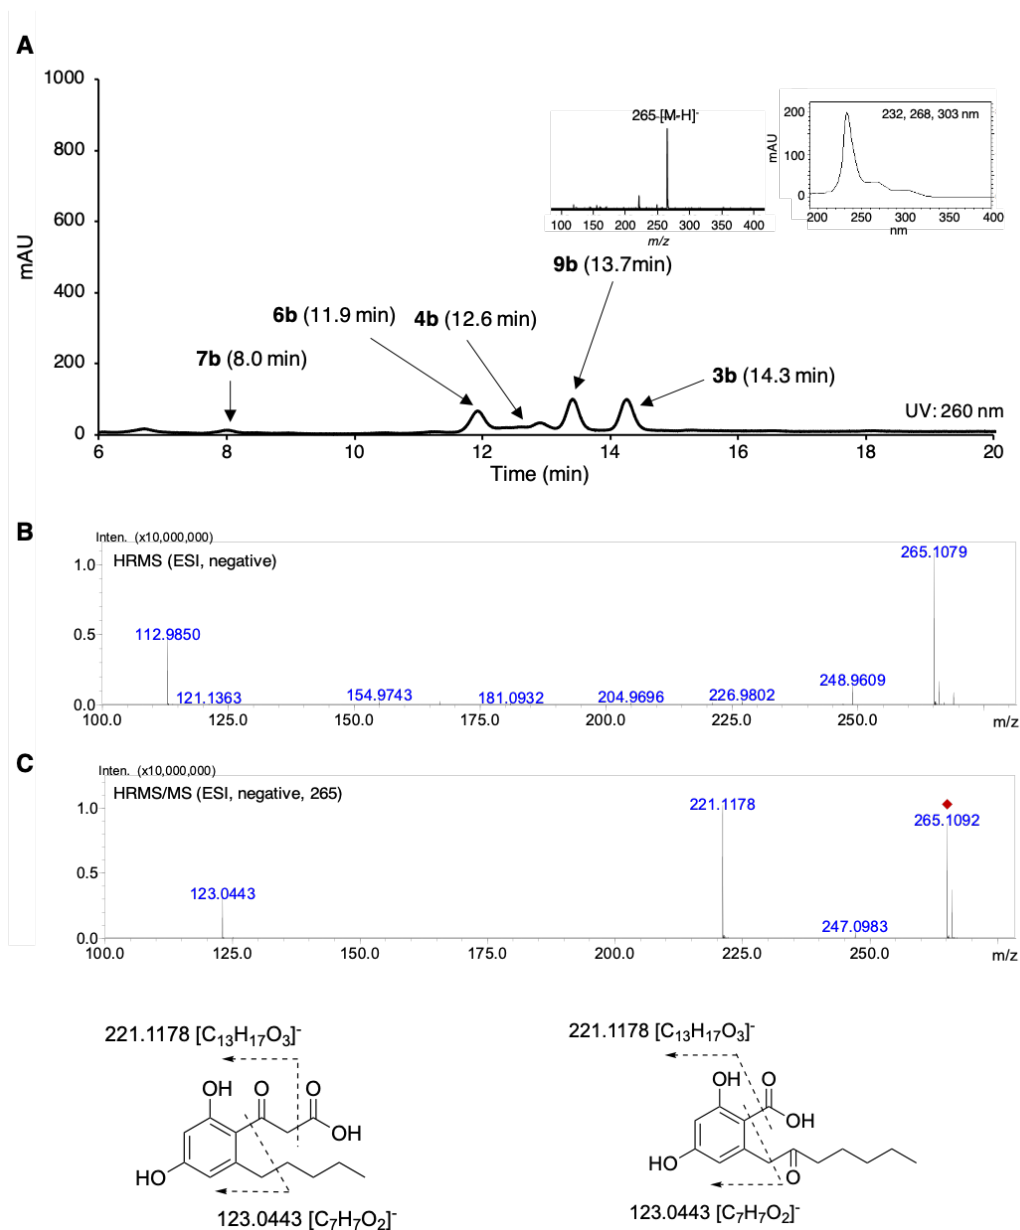 A
1000
800
600
400
200
0
mAU
6
8
10
12
14
16
18
20
Time (min)
UV: 260 nm
7b (8.0 min)
6b (11.9 min)
4b (12.6 min)
9b (13.7min)
3b (14.3 min)
265 [M-H]-
100 150 200 250 300 350 400
m/z
232, 268, 303 nm
200
100
0
mAU
200 250 300 350 400
nm
B
Inten. (x10,000,000)
HRMS (ESI, negative)
1.0
0.5
0.0
112.9850
121.1363
154.9743
181.0932
204.9696
226.9802
248.9609
265.1079
100.0 125.0 150.0 175.0 200.0 225.0 250.0 m/z
C
Inten. (x10,000,000)
HRMS/MS (ESI, negative, 265)
1.0
0.5
0.0
123.0443
221.1178
247.0983
265.1092
100.0 125.0 150.0 175.0 200.0 225.0 250.0 m/z
221.1178 [C13H17O3]-
OH O O
OH
HO
123.0443 [C7H7O2]-
221.1178 [C13H17O3]-
OH O
OH
HO
O
123.0443 [C7H7O2]-